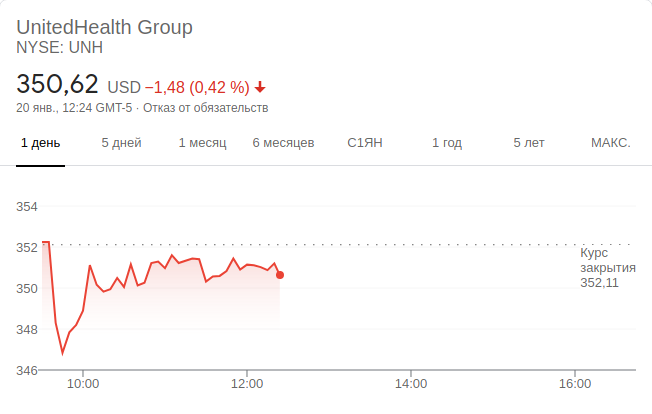 UnitedHealth Group
NYSE: UNH
350,62 USD −1,48 (0,42 %)
20 янв., 12:24 GMT-5 · Отказ от обязательств
1 день 5 дней 1 месяц 6 месяцев С1ЯН 1 год 5 лет МАКС.
354
352
Курс
закрытия
350
352,11
348
346
10:00 12:00 14:00 16:00